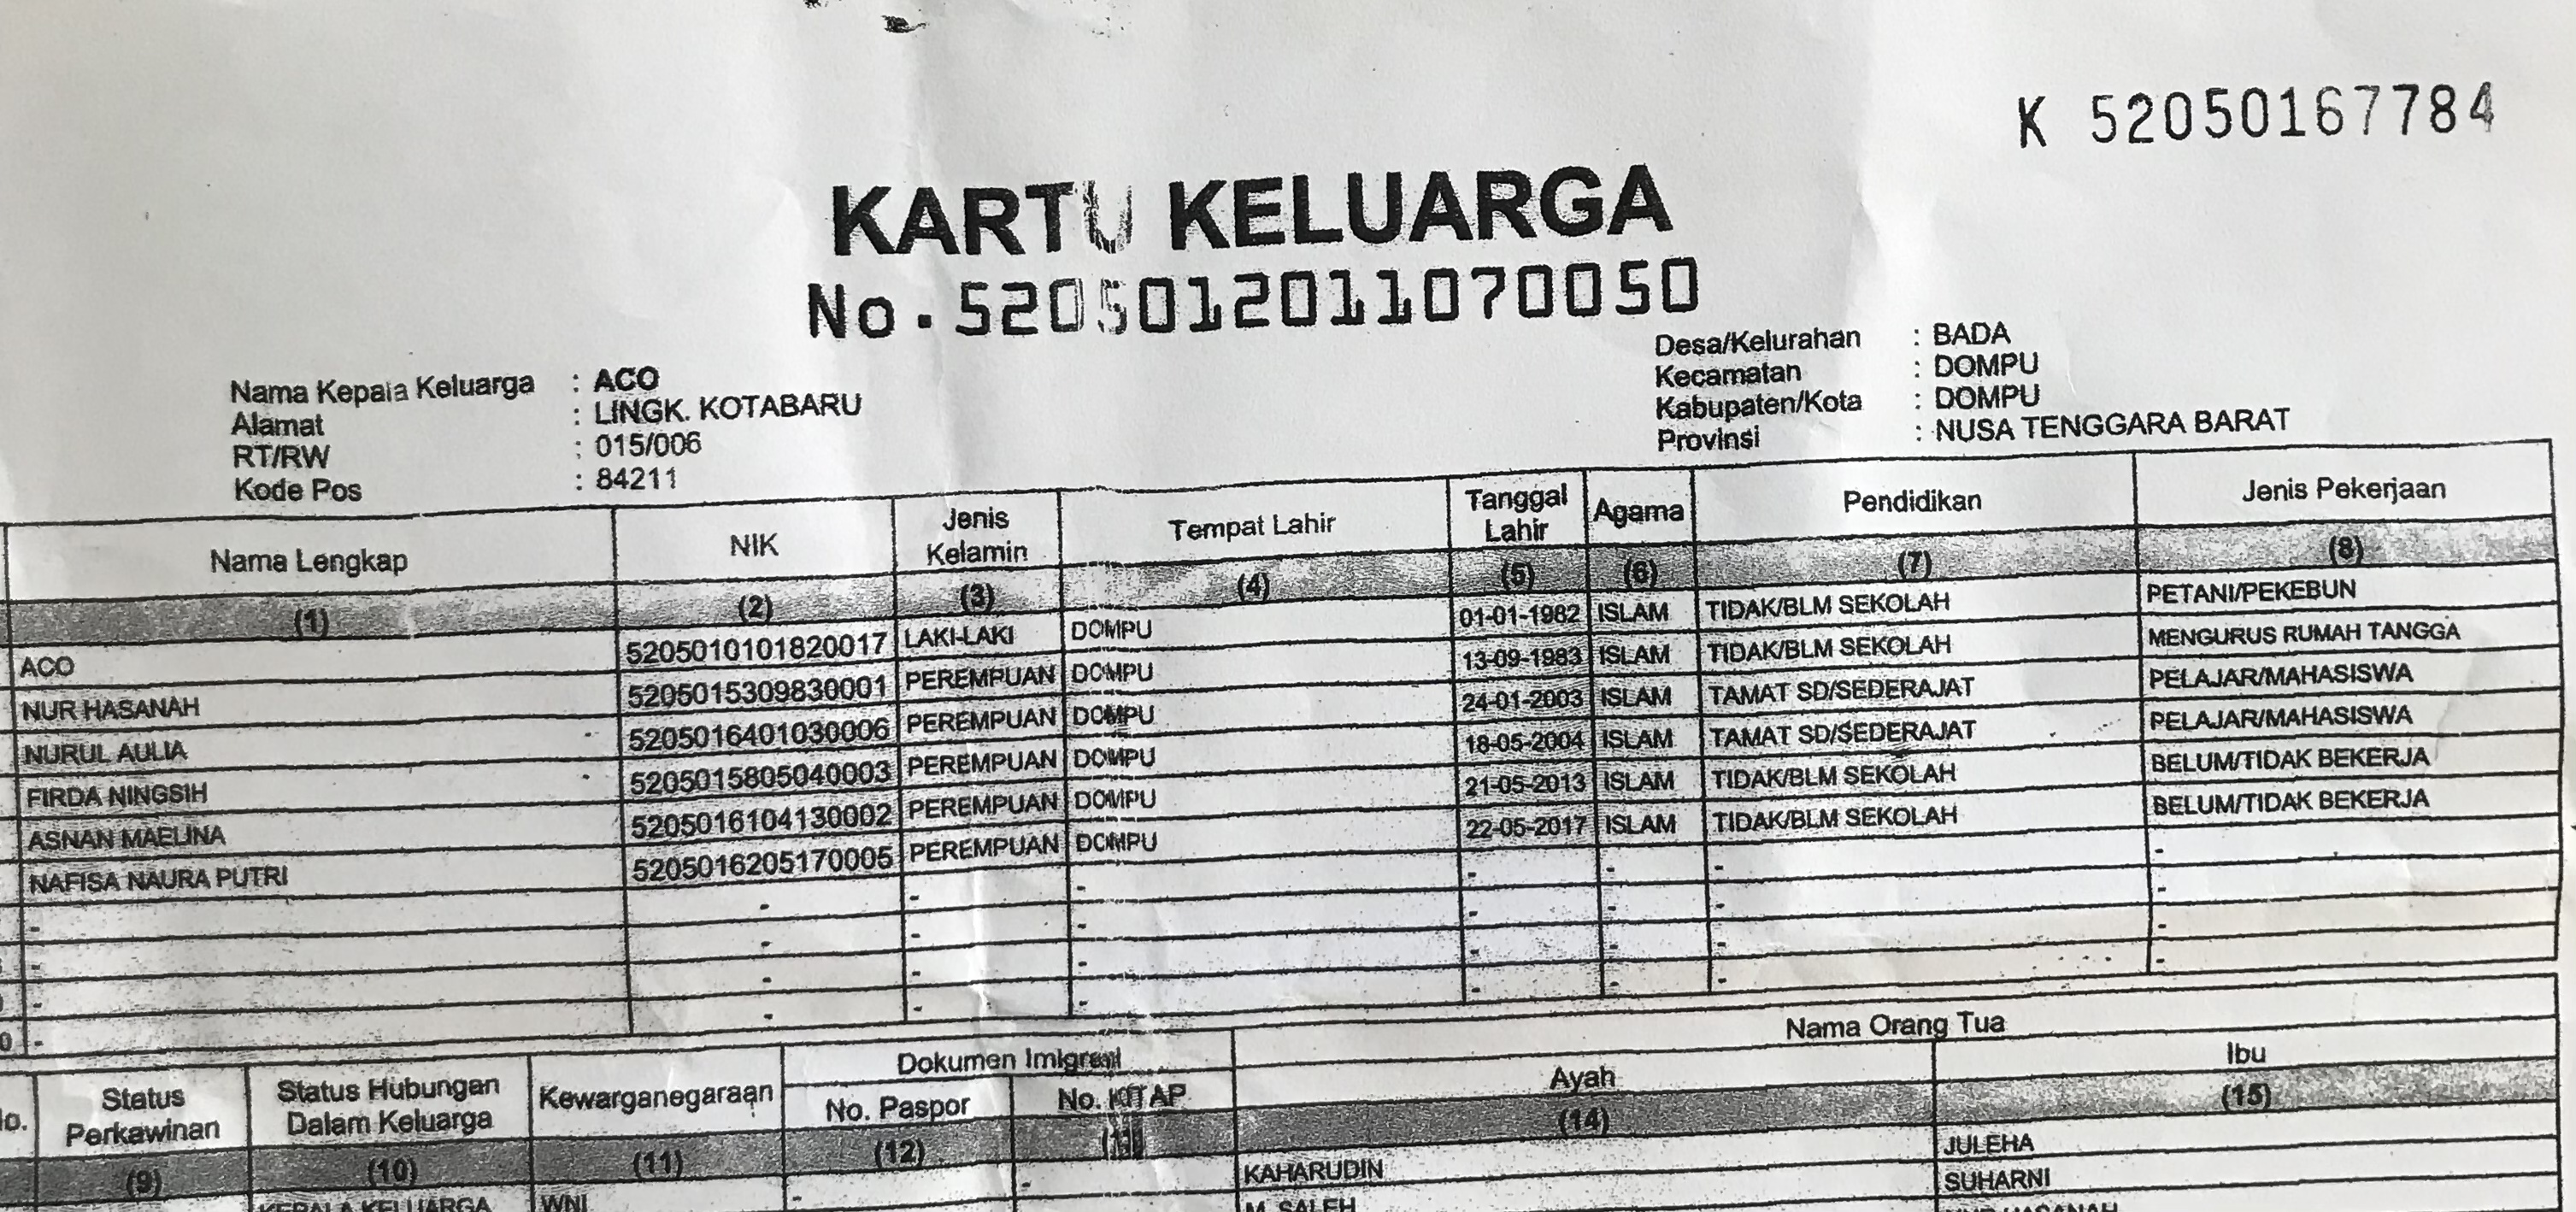 K 52050167784
KARTU KELUARGA
No.5205012011070050
Nama Kepala Keluarga : ACO
Alamat : LINGK. KOTABARU
RT/RW : 015/006
Kode Pos : 84211
Desa/Kelurahan : BADA
Kecamatan : DOMPU
Kabupaten/Kota : DOMPU
Provinsi : NUSA TENGGARA BARAT
Nama Lengkap NIK Jenis Kelamin Tempat Lahir Tanggal Lahir Agama Pendidikan Jenis Pekerjaan
(1) (2) (3) (4) (5) (6) (7) (8)
ACO 5205010101820017 LAKI-LAKI DOMPU 01-01-1982 ISLAM TIDAK/BLM SEKOLAH PETANI/PEKEBUN
NUR HASANAH 5205015309830001 PEREMPUAN DOMPU 13-09-1983 ISLAM TIDAK/BLM SEKOLAH MENGURUS RUMAH TANGGA
NURUL AULIA 5205016401030006 PEREMPUAN DOMPU 24-01-2003 ISLAM TAMAT SD/SEDERAJAT PELAJAR/MAHASISWA
FIRDA NINGSIH 5205015805040003 PEREMPUAN DOMPU 18-05-2004 ISLAM TAMAT SD/SEDERAJAT PELAJAR/MAHASISWA
ASNAN MAELINA 5205016104130002 PEREMPUAN DOMPU 21-05-2013 ISLAM TIDAK/BLM SEKOLAH BELUM/TIDAK BEKERJA
NAFISA NAURA PUTRI 5205016205170005 PEREMPUAN DOMPU 22-05-2017 ISLAM TIDAK/BLM SEKOLAH BELUM/TIDAK BEKERJA
- - - - - - - -
- - - - - - - -
- - - - - - - -
0 - - - - - - - -
Status Perkawinan Status Hubungan Dalam Keluarga Kewarganegaraan Dokumen Imigrasi Nama Orang Tua
No. Paspor No. KITAP Ayah Ibu
(9) (10) (11) (12) (14) (15)
KEPALA KELUARGA WNI - - KAHARUDIN JULEHA
M. SALEH SUHARNI
NUR HASANAH